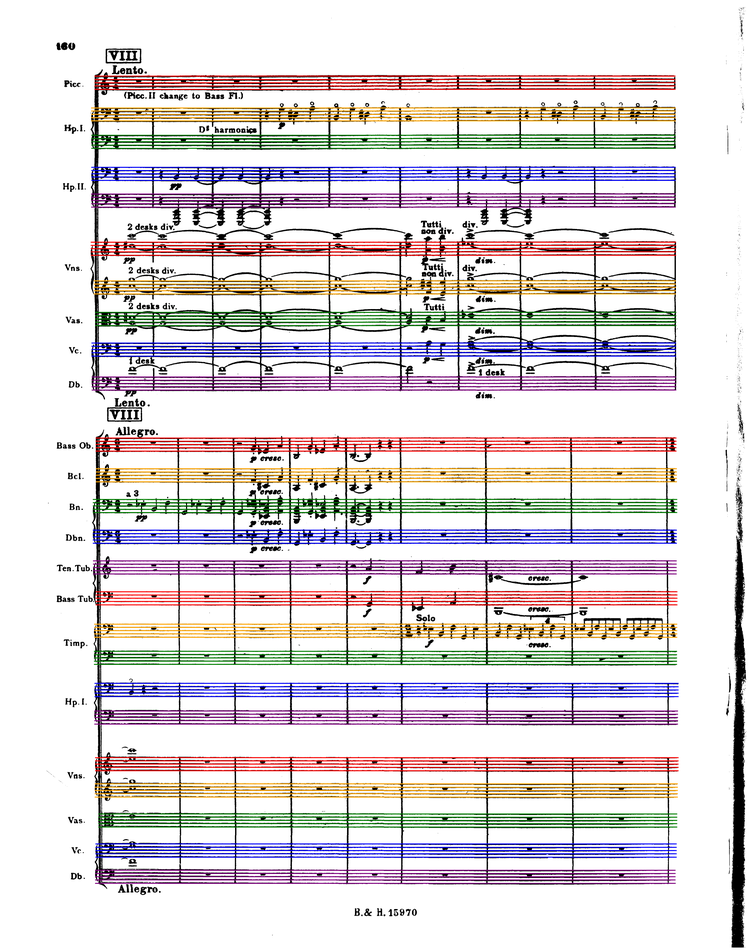 160
VIII
Lento.
Picc.
(Picc. II change to Bass Fl.)
Hp. I.
p
D♯ harmonics
Hp. II.
pp
2 desks div.
Tutti
non div.
div.
Vns.
pp
dim.
2 desks div.
Tutti
non div.
div.
pp
p
dim.
2 desks div.
Tutti
Vas.
pp
p
dim.
Vc.
p
dim.
1 desk
1 desk
Db.
pp
dim.
Lento.
VIII
Allegro.
Bass Ob.
p cresc.
Bcl.
p cresc.
a 3
Bn.
pp
p cresc.
Dbn.
p cresc.
Ten. Tub.
f
cresc.
Bass Tub.
f
cresc.
Solo
Timp.
f
cresc.
Hp. I.
Vns.
Vas.
Vc.
Db.
Allegro.
B. & H. 15970